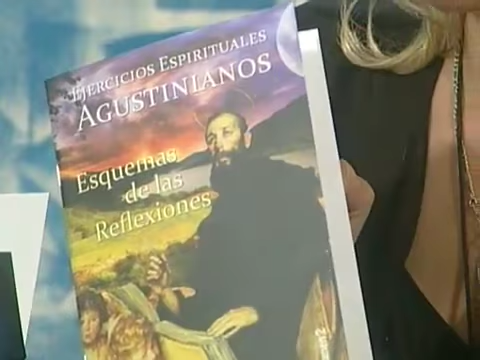 EJERCICIOS ESPIRITUALES
AGUSTINIANOS
Esquemas
de las
Reflexiones